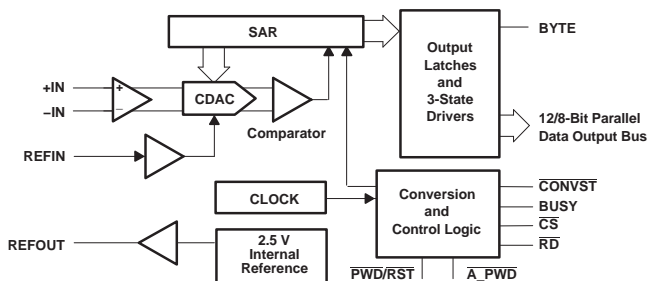 SAR
BYTE
Output
Latches
and
3-State
Drivers
+IN
−IN
+
−
CDAC
Comparator
12/8-Bit Parallel
Data Output Bus
REFIN
CLOCK
Conversion
and
Control Logic
CONVST
BUSY
CS
RD
REFOUT
2.5 V
Internal
Reference
PWD/RST
A_PWD